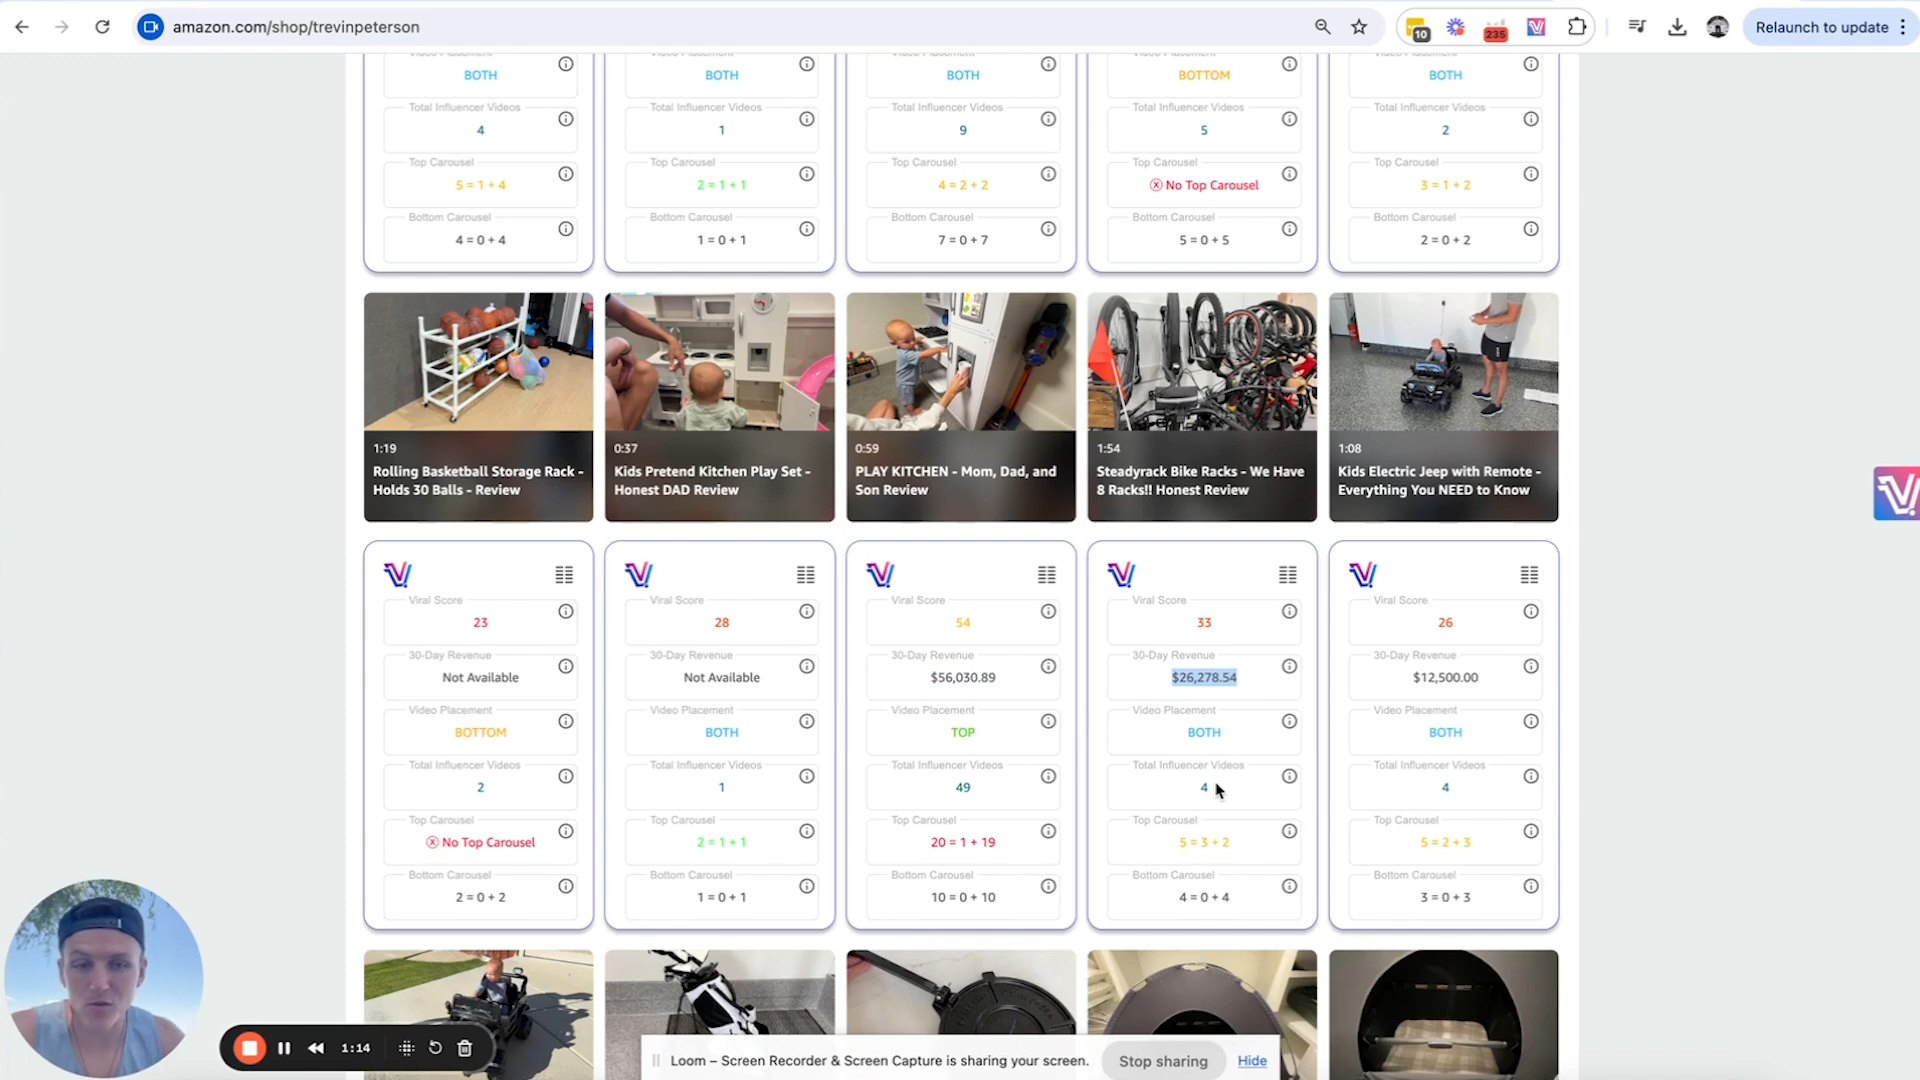 amazon.com/shop/trevinpeterson
10
235
Relaunch to update
BOTH
BOTH
BOTH
BOTTOM
BOTH
Total Influencer Videos
4
Total Influencer Videos
1
Total Influencer Videos
9
Total Influencer Videos
5
Total Influencer Videos
2
Top Carousel
5 = 1 + 4
Top Carousel
2 = 1 + 1
Top Carousel
4 = 2 + 2
Top Carousel
No Top Carousel
Top Carousel
3 = 1 + 2
Bottom Carousel
4 = 0 + 4
Bottom Carousel
1 = 0 + 1
Bottom Carousel
7 = 0 + 7
Bottom Carousel
5 = 0 + 5
Bottom Carousel
2 = 0 + 2
1:19
Rolling Basketball Storage Rack -
Holds 30 Balls - Review
0:37
Kids Pretend Kitchen Play Set -
Honest DAD Review
0:59
PLAY KITCHEN - Mom, Dad, and
Son Review
1:54
Steadyrack Bike Racks - We Have
8 Racks!! Honest Review
1:08
Kids Electric Jeep with Remote -
Everything You NEED to Know
Viral Score
23
30-Day Revenue
Not Available
Video Placement
BOTTOM
Total Influencer Videos
2
Top Carousel
No Top Carousel
Bottom Carousel
2 = 0 + 2
Viral Score
28
30-Day Revenue
Not Available
Video Placement
BOTH
Total Influencer Videos
1
Top Carousel
2 = 1 + 1
Bottom Carousel
1 = 0 + 1
Viral Score
54
30-Day Revenue
$56,030.89
Video Placement
TOP
Total Influencer Videos
49
Top Carousel
20 = 1 + 19
Bottom Carousel
10 = 0 + 10
Viral Score
33
30-Day Revenue
$26,278.54
Video Placement
BOTH
Total Influencer Videos
4
Top Carousel
5 = 3 + 2
Bottom Carousel
4 = 0 + 4
Viral Score
26
30-Day Revenue
$12,500.00
Video Placement
BOTH
Total Influencer Videos
4
Top Carousel
5 = 2 + 3
Bottom Carousel
3 = 0 + 3
1:14
Loom – Screen Recorder & Screen Capture is sharing your screen.
Stop sharing
Hide